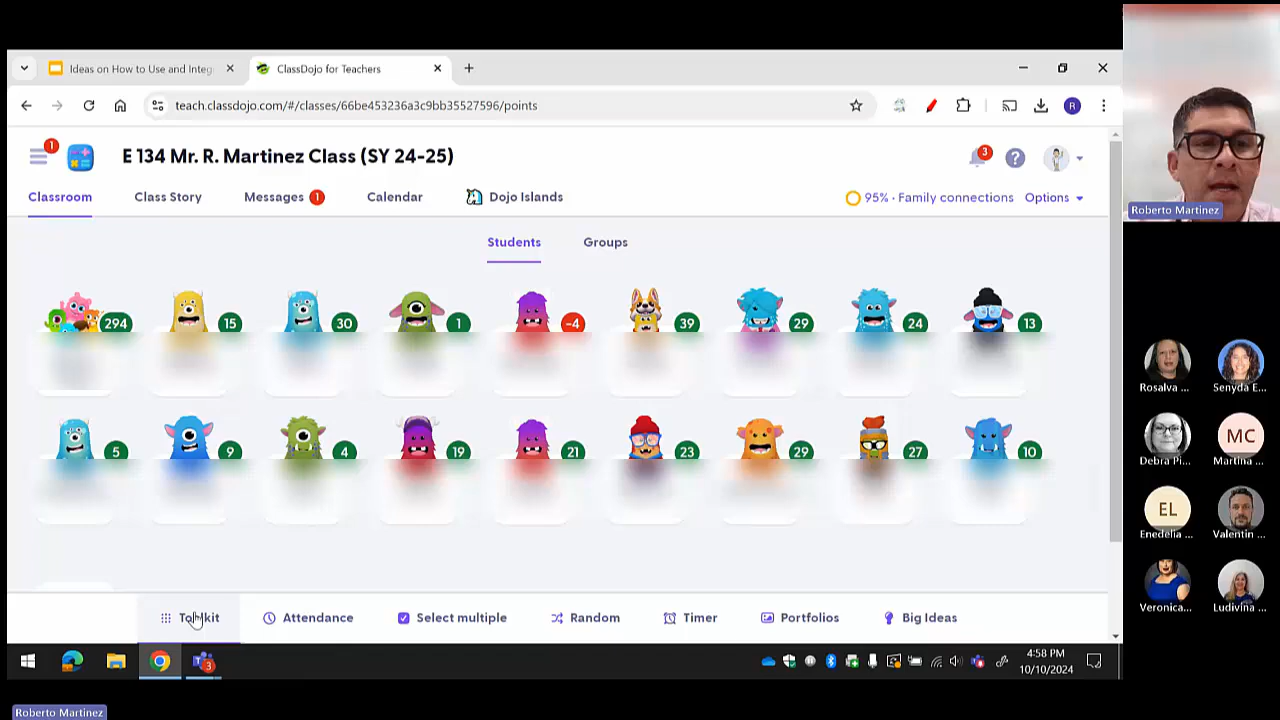 Ideas on How to Use and Integ
ClassDojo for Teachers
teach.classdojo.com/#/classes/66be453236a3c9bb35527596/points
R
1
E 134 Mr. R. Martinez Class (SY 24-25)
3
?
Roberto Martinez
Classroom
Class Story
Messages 1
Calendar
Dojo Islands
95% · Family connections
Options
Students
Groups
294
15
30
1
-4
39
29
24
13
5
9
4
19
21
23
29
27
10
Rosalva ...
Senyda E...
Debra Pi...
MC
Martina ...
EL
Enedelia ...
Valentin ...
Veronica...
Ludivina ...
Toolkit
Attendance
Select multiple
Random
Timer
Portfolios
Big Ideas
3
4:58 PM
10/10/2024
Roberto Martinez